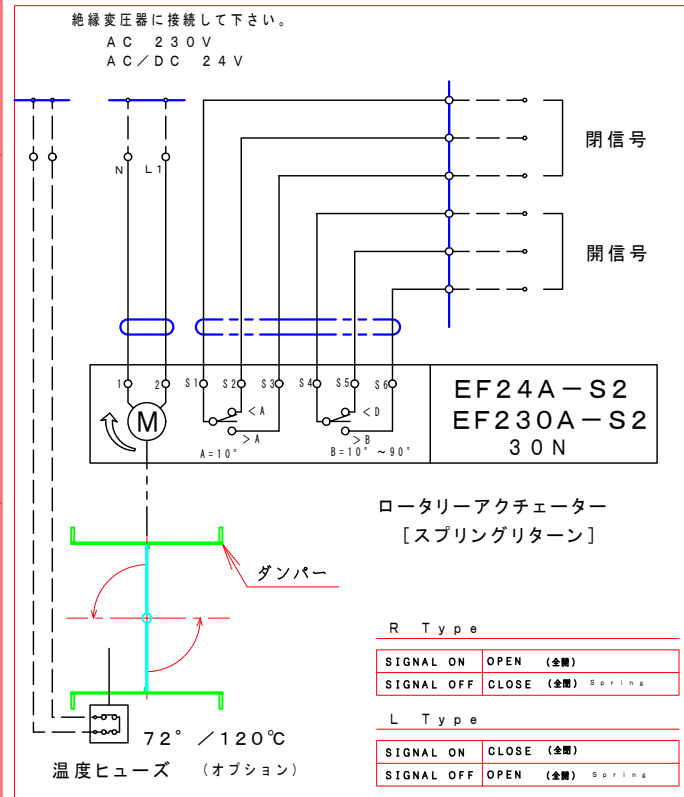 絶縁変圧器に接続して下さい。
AC 230V
AC/DC 24V
N L1
閉信号
開信号
1 2 S1 S2 S3 S4 S5 S6
M
<A
>A
A=10°
<D
>B
B=10°~90°
EF24A-S2
EF230A-S2
30N
ロータリーアクチェーター
[スプリングリターン]
ダンパー
R Type
SIGNAL ON OPEN (全開)
SIGNAL OFF CLOSE (全閉) Spring
L Type
SIGNAL ON CLOSE (全閉)
SIGNAL OFF OPEN (全開) Spring
72° /120℃
温度ヒューズ (オプション)